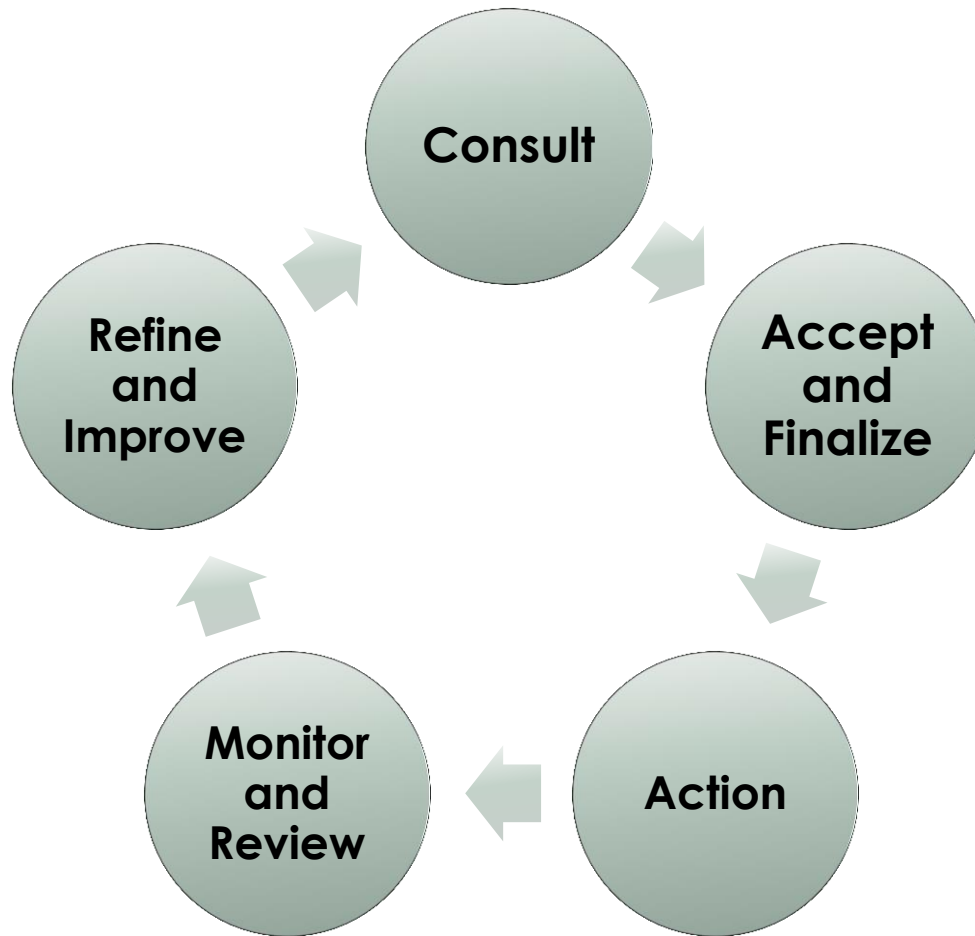 Consult
Accept
and
Finalize
Action
Monitor
and
Review
Refine
and
Improve